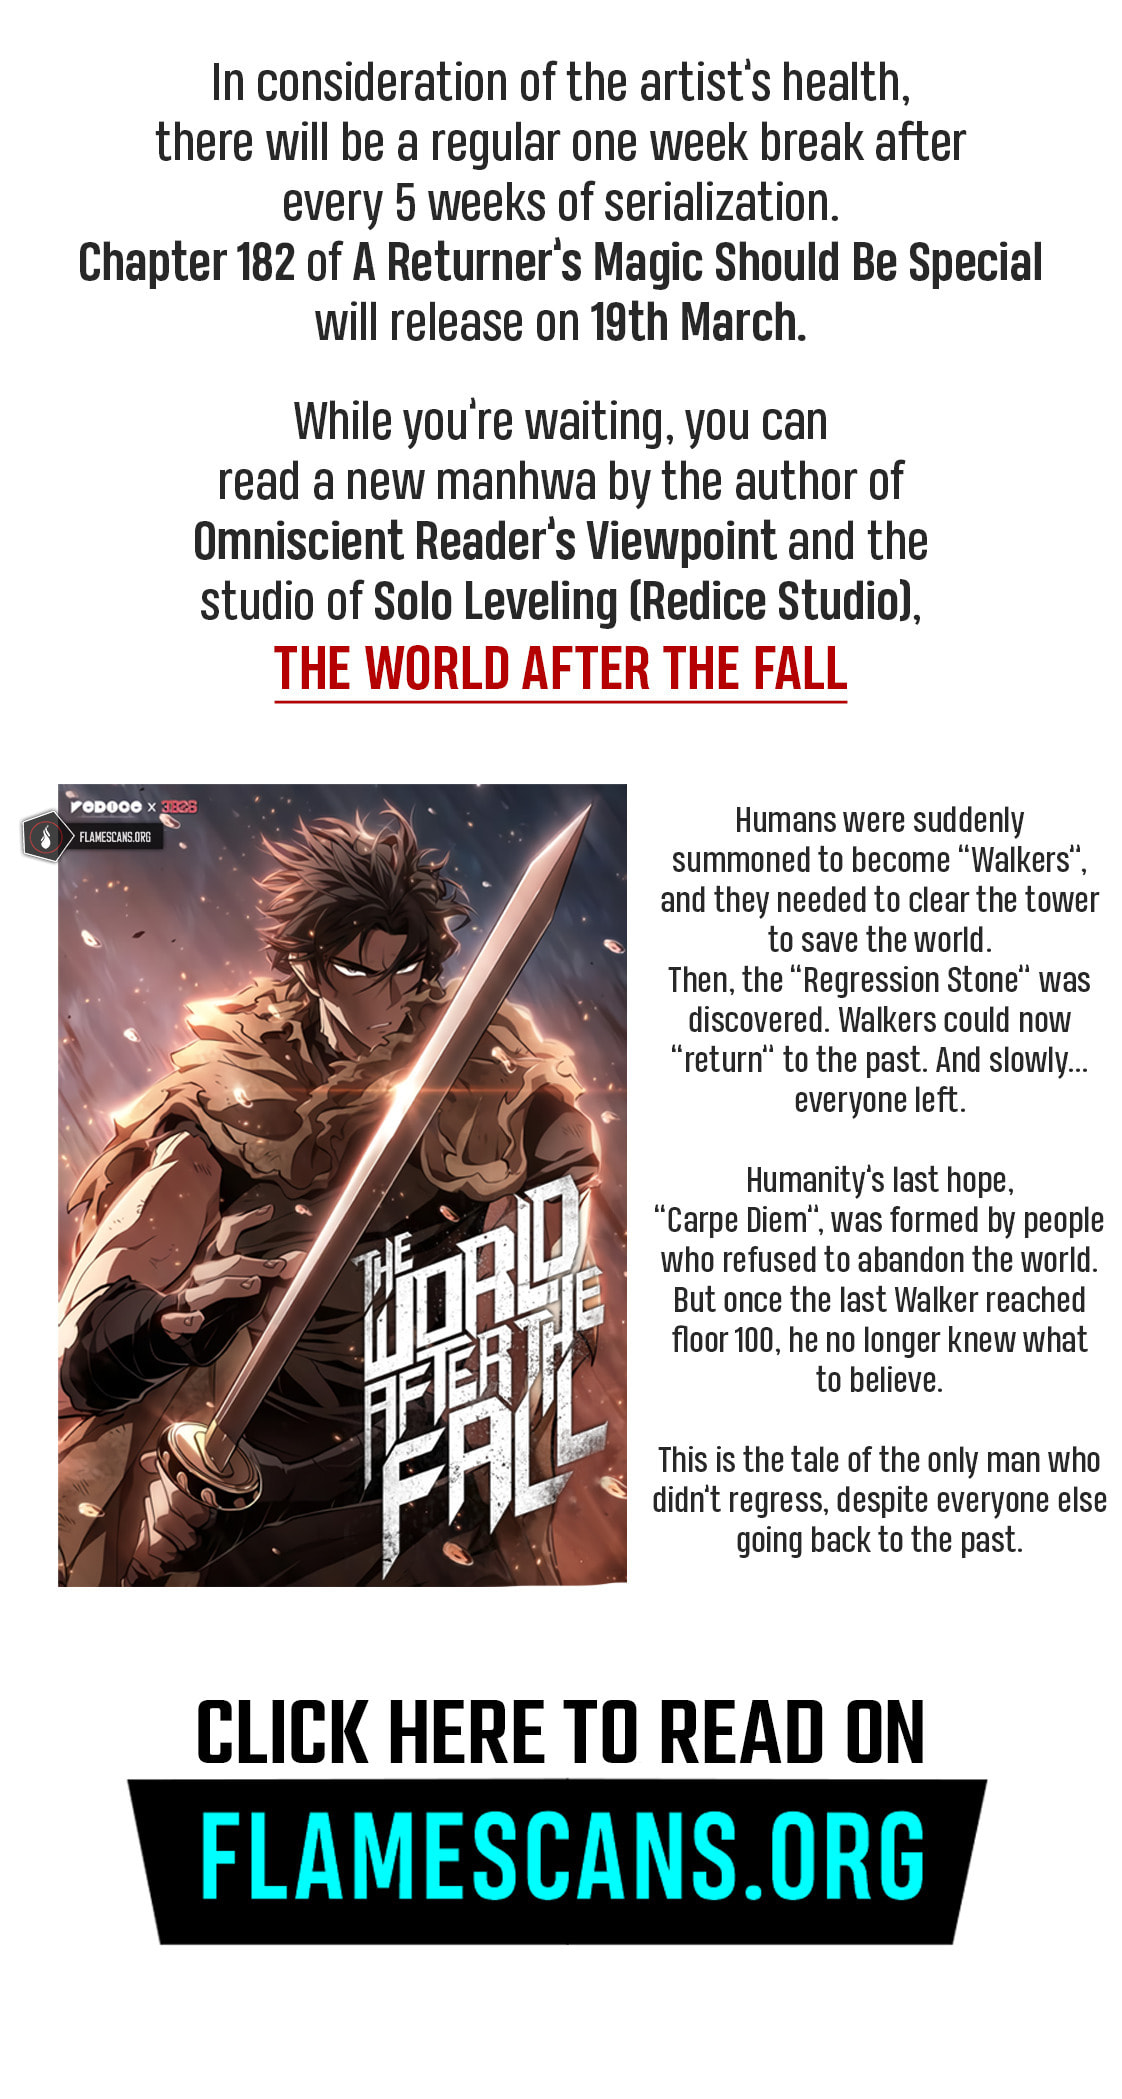 In consideration of the artist's health,
there will be a regular one week break after
every 5 weeks of serialization.
Chapter 182 of A Returner's Magic Should Be Special
will release on 19th March.
While you're waiting, you can
read a new manhwa by the author of
Omniscient Reader's Viewpoint and the
studio of Solo Leveling (Redice Studio),
THE WORLD AFTER THE FALL
REDICE x 3B2S
FLAMESCANS.ORG
THE
WORLD
AFTER THE
FALL
Humans were suddenly
summoned to become "Walkers",
and they needed to clear the tower
to save the world.
Then, the "Regression Stone" was
discovered. Walkers could now
"return" to the past. And slowly...
everyone left.
Humanity's last hope,
"Carpe Diem", was formed by people
who refused to abandon the world.
But once the last Walker reached
floor 100, he no longer knew what
to believe.
This is the tale of the only man who
didn't regress, despite everyone else
going back to the past.
CLICK HERE TO READ ON
FLAMESCANS.ORG